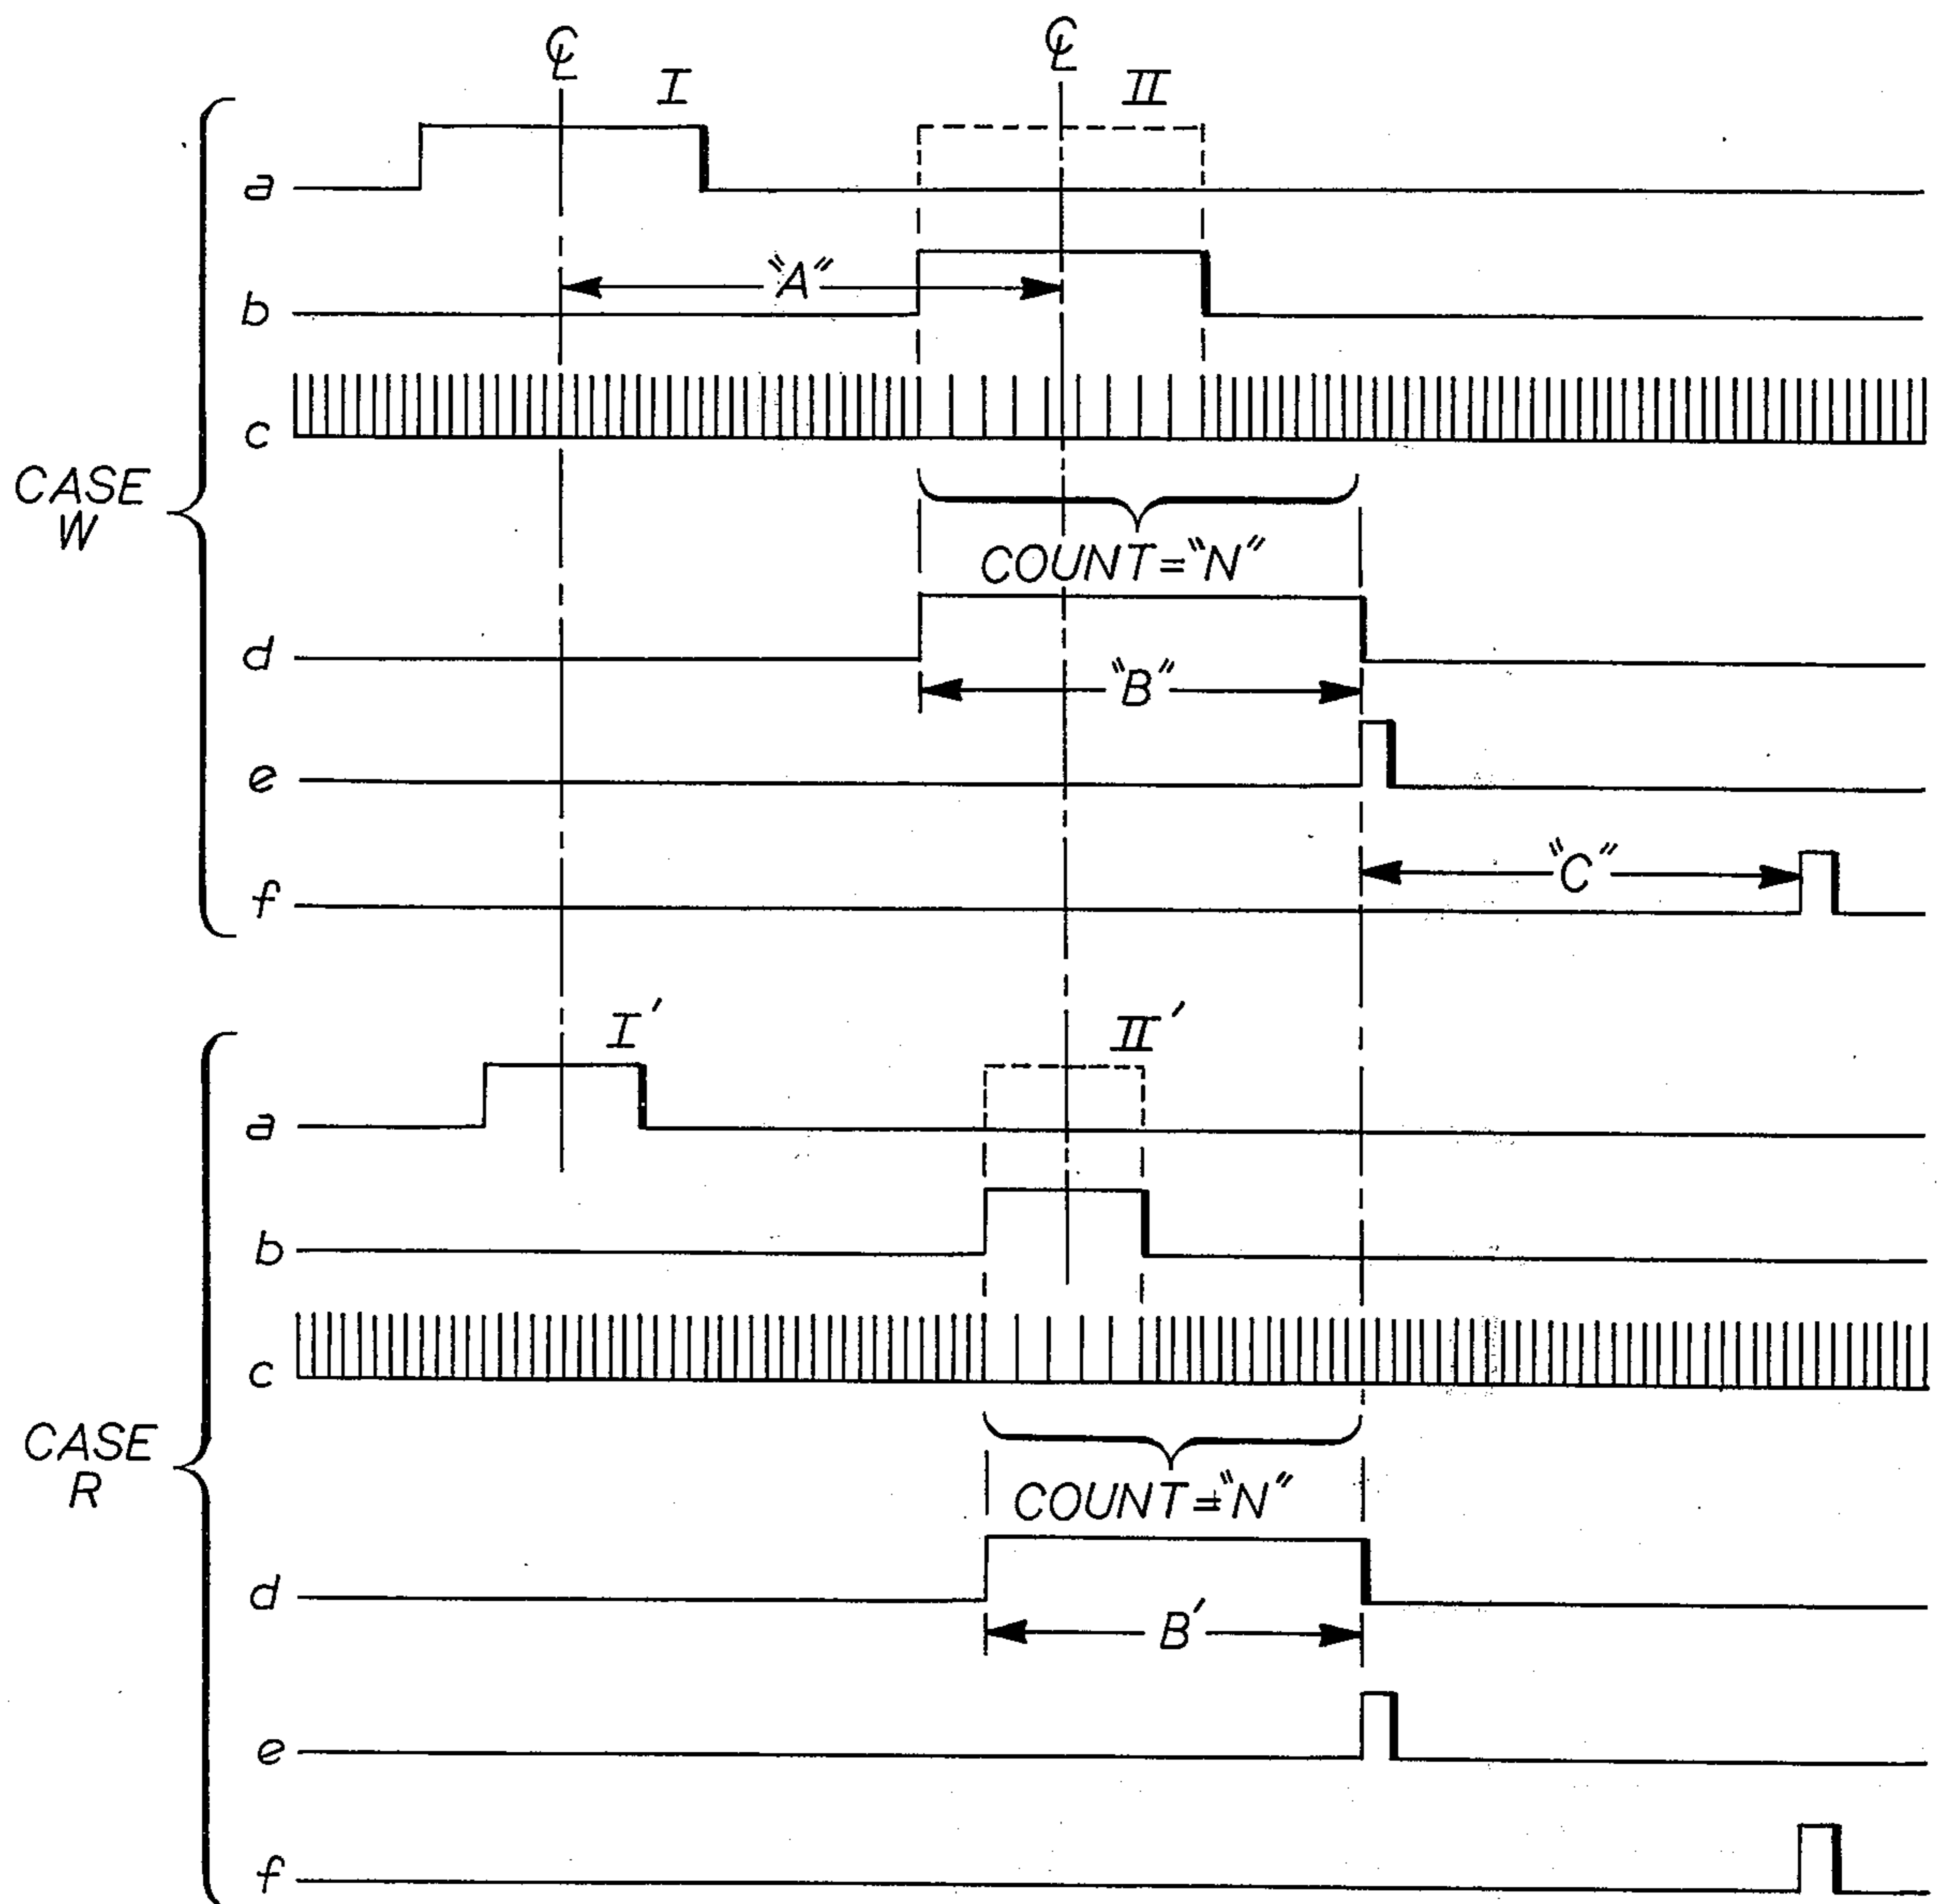 ℄ ℄
I II
a
"A"
b
c
CASE
W
COUNT="N"
d
"B"
e
"C"
f
I' II'
a
b
c
CASE
R
COUNT="N"
d
B'
e
f